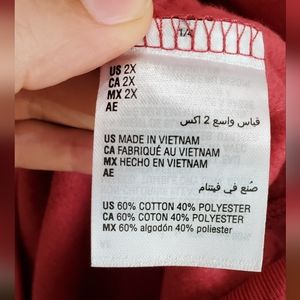 US 2X
CA 2X
MX 2X
AE
قياس واسع 2 اكس
US MADE IN VIETNAM
CA FABRIQUÉ AU VIETNAM
MX HECHO EN VIETNAM
AE
صُنع في فيتنام
US 60% COTTON 40% POLYESTER
CA 60% COTON 40% POLYESTER
MX 60% algodón 40% poliester